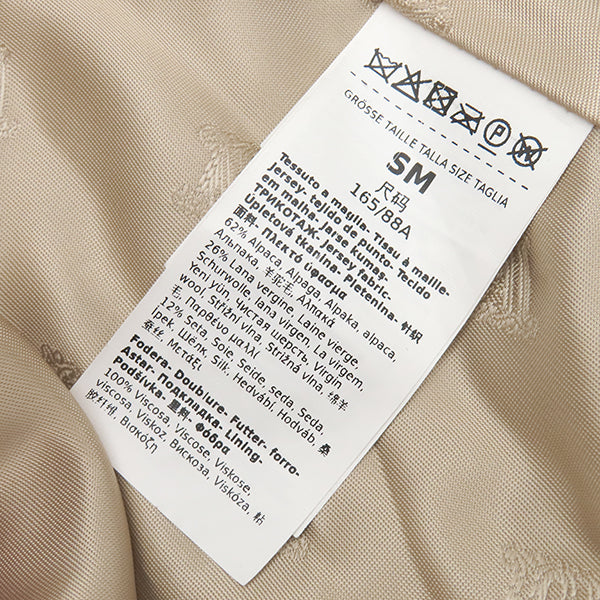 GRÖSSE TAILLE TALLA SIZE TAGLIA
SM
尺码
165/88A
Tessuto a maglia- Tissu à maille-
Jersey- tejido de punto- Tecido
em malha- Jarse kumas-
ТРИКОТАЖ- Jersey fabric-
Úpletová tkanina- Pletenina- 针织
面料- Πλεκτό ύφασμα
62% Alpaca, Alpaga, Alpaka, alpaca,
Альпака, 羊驼毛, Αλπακά
26% Lana vergine, Laine vierge,
Schurwolle, lana virgen, La virgem,
Yeni yün, Чистая шерсть, Virgin
wool, Strižní vlna, Strižná vlna, 绵羊
毛, Παρθένο μαλλί
12% Seta, Soie, Seide, seda, Seda,
İpek, Шёлк, Silk, Hedvábí, Hodváb, 桑
蚕丝, Μετάξι
Fodera- Doublure- Futter- forro-
Astar- Подкладка- Lining-
Podšívka- 里料- Φόδρα
100% Viscosa, Viscose, Viskose,
viscosa, Viskoz, Вискоза, Viskóza, 粘
胶纤维, Βισκόζη